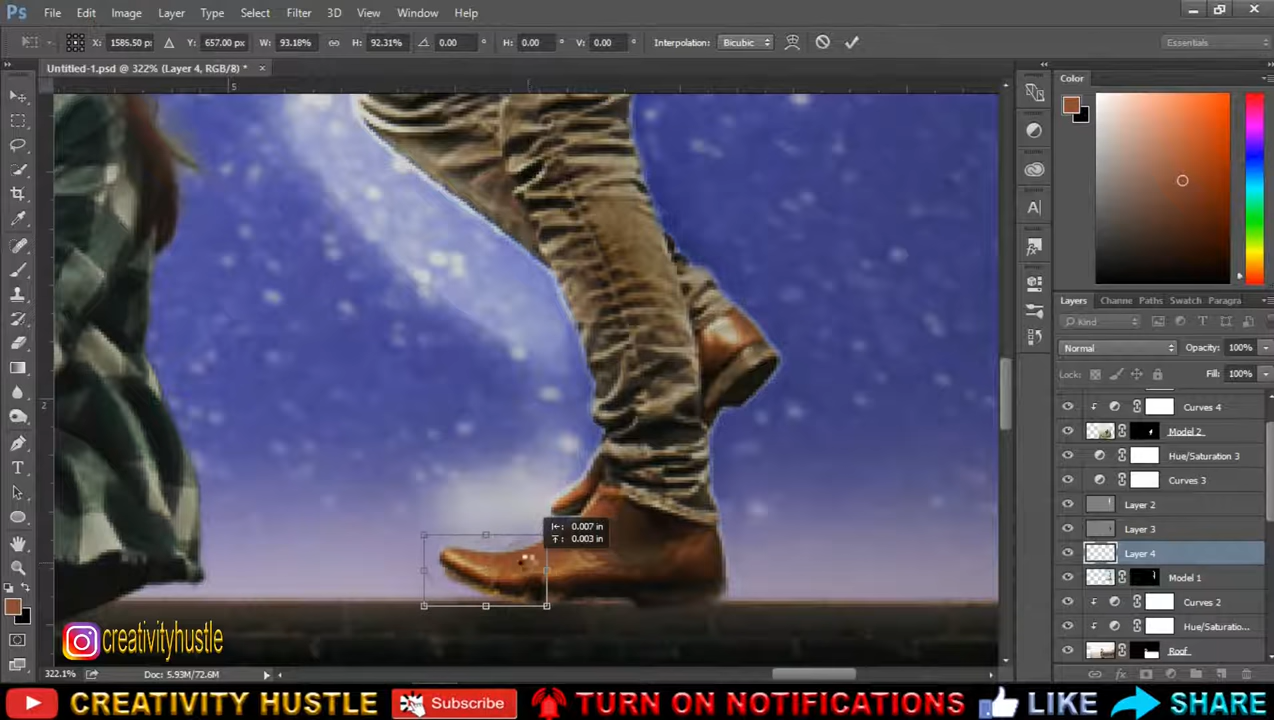 Ps File Edit Image Layer Type Select Filter 3D View Window Help
X: 1586.50 px Y: 657.00 px W: 93.18% H: 92.31% 0.00 ° H: 0.00 ° V: 0.00 ° Interpolation: Bicubic Essentials
Untitled-1.psd @ 322% (Layer 4, RGB/8) * ×
Color
5
2
Layers Channe Paths Swatch Paragra
Kind
Normal Opacity: 100%
Lock: Fill: 100%
Curves 4
Model 2
Hue/Saturation 3
Curves 3
Layer 2
Layer 3
Layer 4
Model 1
Curves 2
Hue/Saturatio...
Roof
0.007 in
0.003 in
creativityhustle
322.1% Doc: 5.93M/72.6M
CREATIVITY HUSTLE Subscribe TURN ON NOTIFICATIONS LIKE SHARE